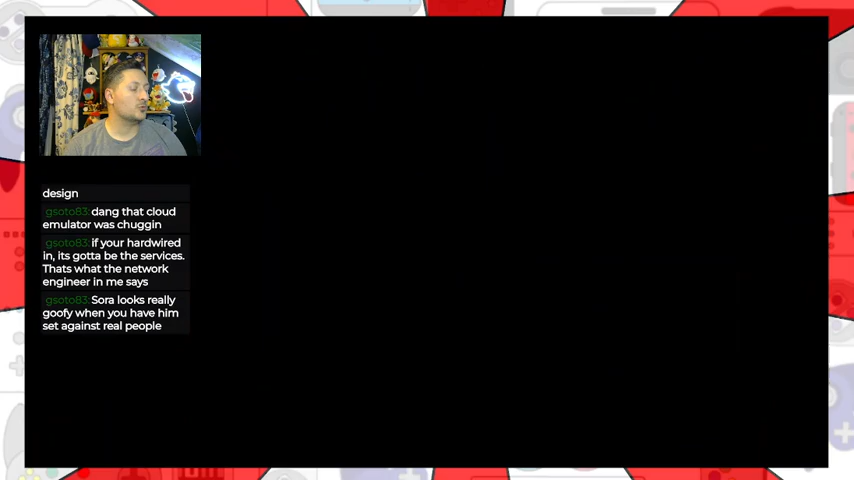 design
gsoto83: dang that cloud
emulator was chuggin
gsoto83: if your hardwired
in, its gotta be the services.
Thats what the network
engineer in me says
gsoto83: Sora looks really
goofy when you have him
set against real people